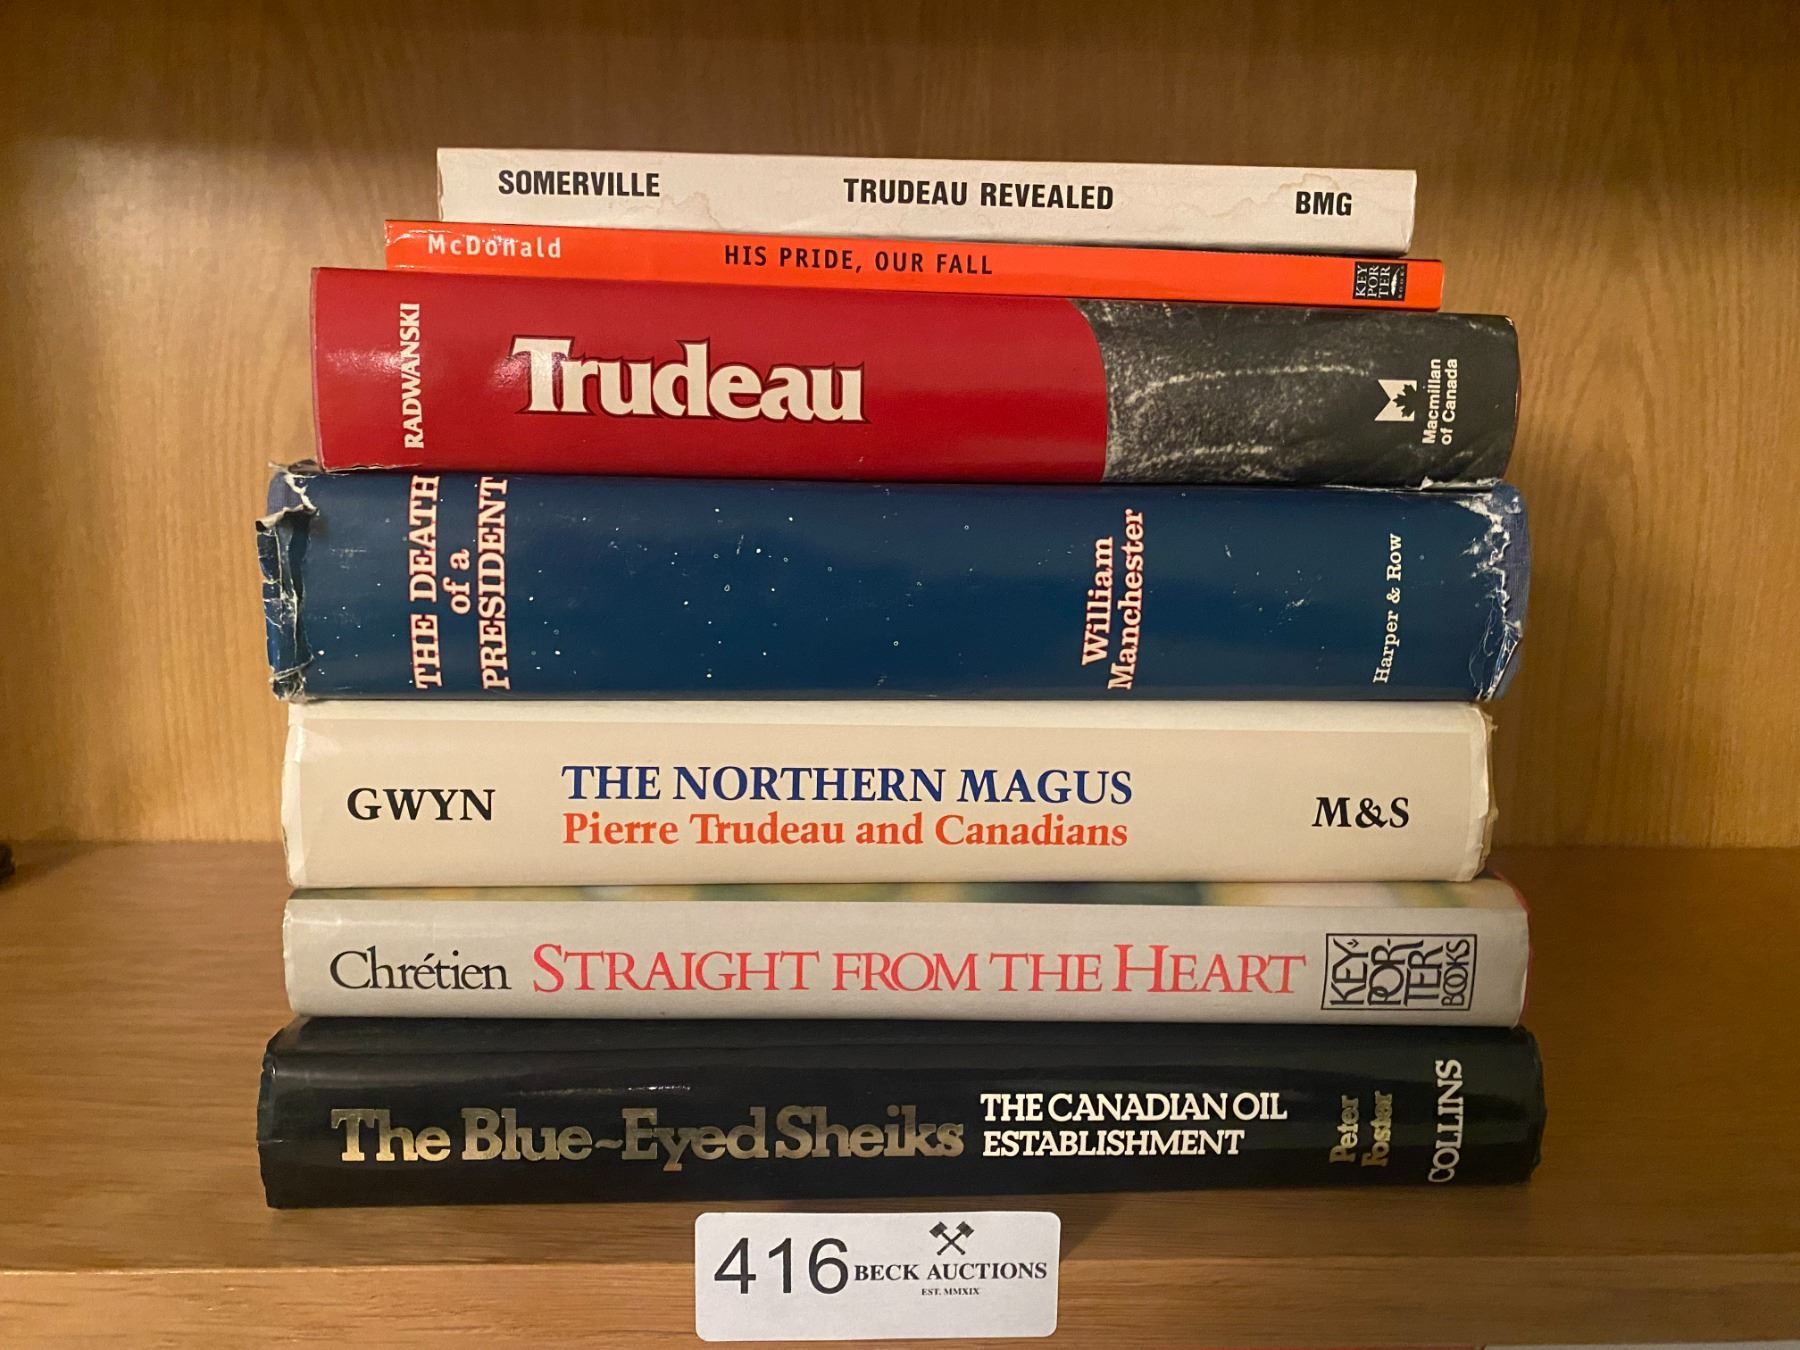 SOMERVILLE TRUDEAU REVEALED BMG
McDonald HIS PRIDE, OUR FALL KEY POR TER BOOKS
RADWANSKI Trudeau Macmillan
of Canada
THE DEATH
of a
PRESIDENT
William
Manchester
Harper & Row
GWYN THE NORTHERN MAGUS M&S
Pierre Trudeau and Canadians
Chrétien STRAIGHT FROM THE HEART KEY-
POR-
TER
BOOKS
The Blue-Eyed Sheiks THE CANADIAN OIL
ESTABLISHMENT
Peter
Foster
COLLINS
416 BECK AUCTIONS
EST. MMXIX